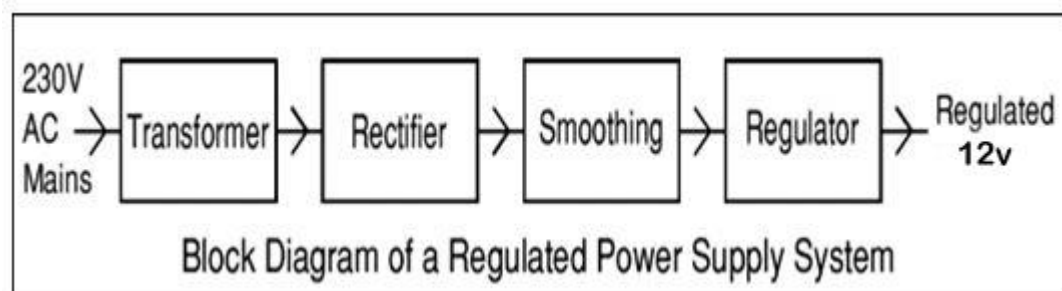 230V
AC
Mains
Transformer
Rectifier
Smoothing
Regulator
Regulated
12v
Block Diagram of a Regulated Power Supply System